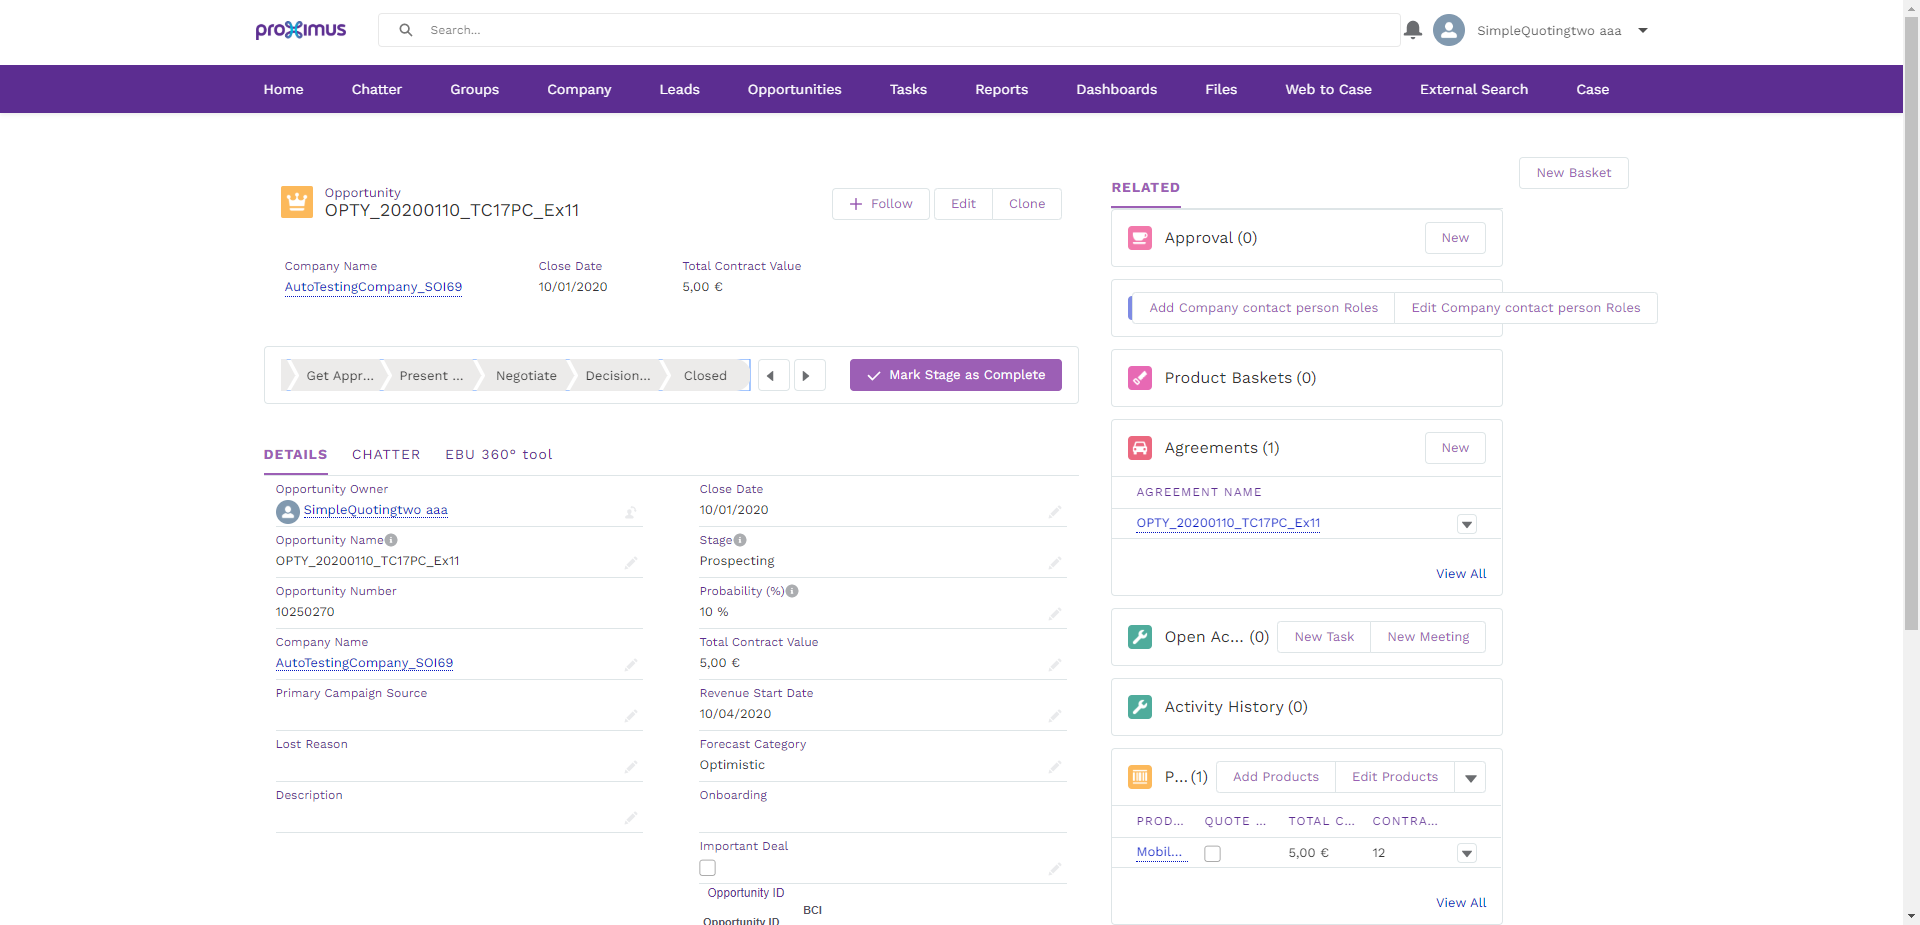 proximus
Search...
SimpleQuotingtwo aaa
Home Chatter Groups Company Leads Opportunities Tasks Reports Dashboards Files Web to Case External Search Case
New Basket
Opportunity
OPTY_20200110_TC17PC_Ex11
Follow Edit Clone
Company Name Close Date Total Contract Value
AutoTestingCompany_SOI69 10/01/2020 5,00 €
Get Appr... Present ... Negotiate Decision... Closed
Mark Stage as Complete
DETAILS CHATTER EBU 360° tool
Opportunity Owner
SimpleQuotingtwo aaa
Opportunity Name
OPTY_20200110_TC17PC_Ex11
Opportunity Number
10250270
Company Name
AutoTestingCompany_SOI69
Primary Campaign Source
Lost Reason
Description
Close Date
10/01/2020
Stage
Prospecting
Probability (%)
10 %
Total Contract Value
5,00 €
Revenue Start Date
10/04/2020
Forecast Category
Optimistic
Onboarding
Important Deal
Opportunity ID
BCI
Opportunity ID
RELATED
Approval (0) New
Add Company contact person Roles Edit Company contact person Roles
Product Baskets (0)
Agreements (1) New
AGREEMENT NAME
OPTY_20200110_TC17PC_Ex11
View All
Open Ac... (0) New Task New Meeting
Activity History (0)
P... (1) Add Products Edit Products
PROD... QUOTE ... TOTAL C... CONTRA...
Mobil... 5,00 € 12
View All